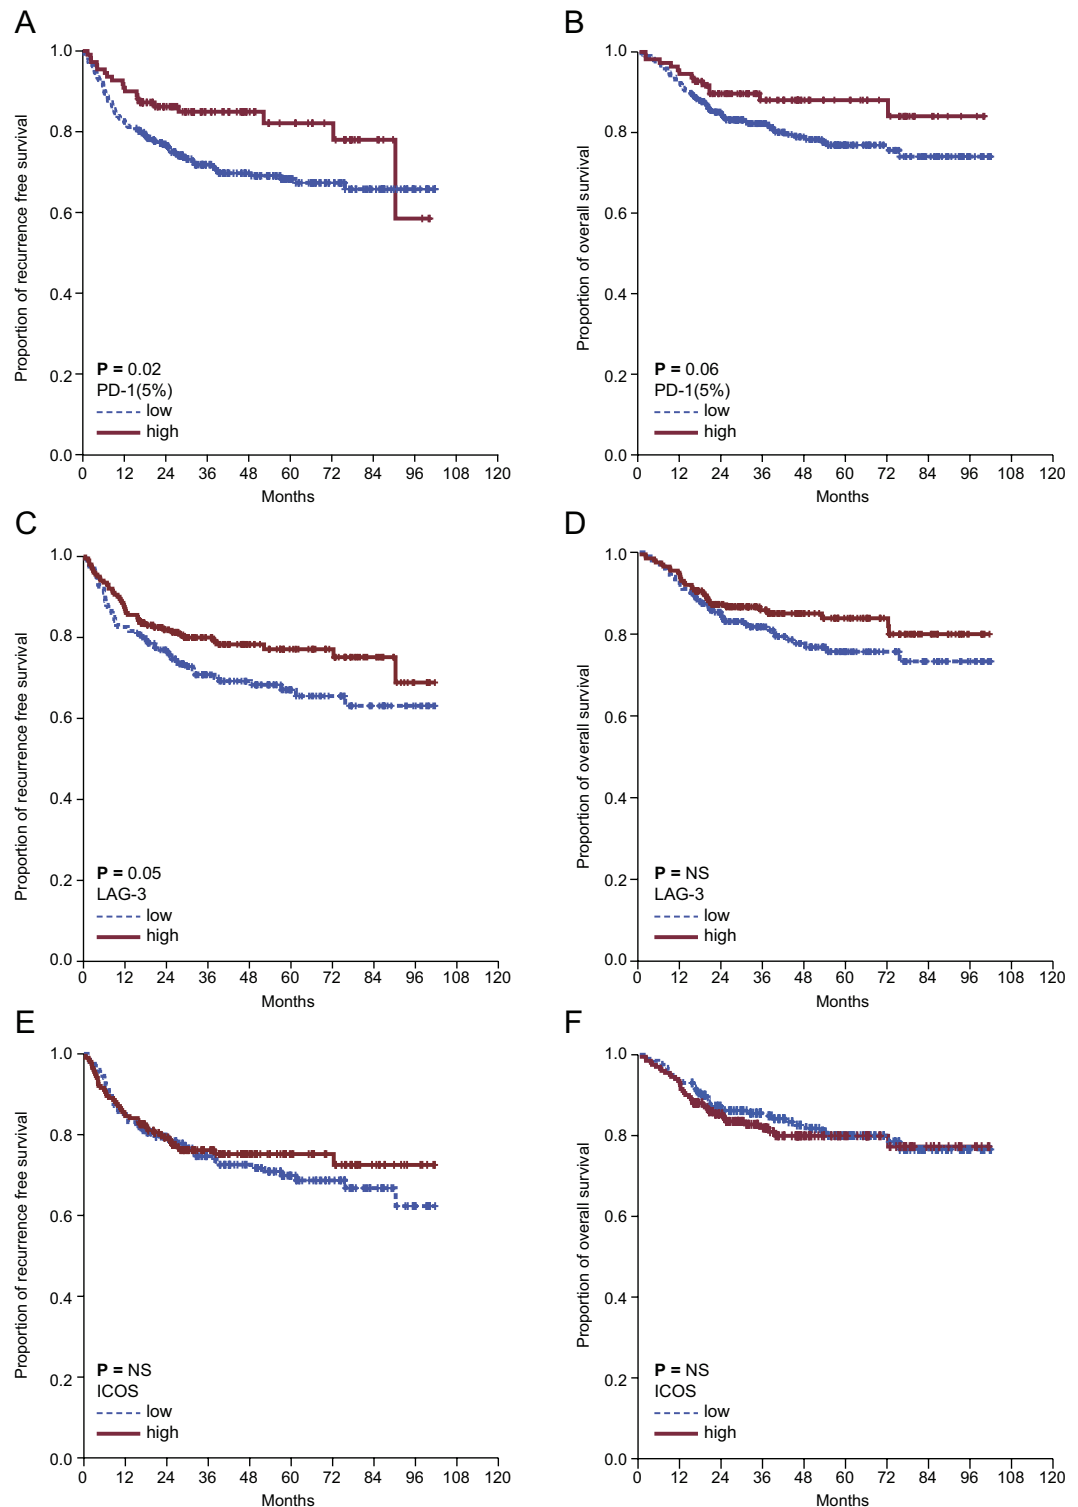 A
Proportion of recurrence free survival
1.0
0.8
0.6
0.4
0.2
0.0
P = 0.02
PD-1(5%)
low
high
0 12 24 36 48 60 72 84 96 108 120
Months
B
Proportion of overall survival
1.0
0.8
0.6
0.4
0.2
0.0
P = 0.06
PD-1(5%)
low
high
0 12 24 36 48 60 72 84 96 108 120
Months
C
Proportion of recurrence free survival
1.0
0.8
0.6
0.4
0.2
0.0
P = 0.05
LAG-3
low
high
0 12 24 36 48 60 72 84 96 108 120
Months
D
Proportion of overall survival
1.0
0.8
0.6
0.4
0.2
0.0
P = NS
LAG-3
low
high
0 12 24 36 48 60 72 84 96 108 120
Months
E
Proportion of recurrence free survival
1.0
0.8
0.6
0.4
0.2
0.0
P = NS
ICOS
low
high
0 12 24 36 48 60 72 84 96 108 120
Months
F
Proportion of overall survival
1.0
0.8
0.6
0.4
0.2
0.0
P = NS
ICOS
low
high
0 12 24 36 48 60 72 84 96 108 120
Months